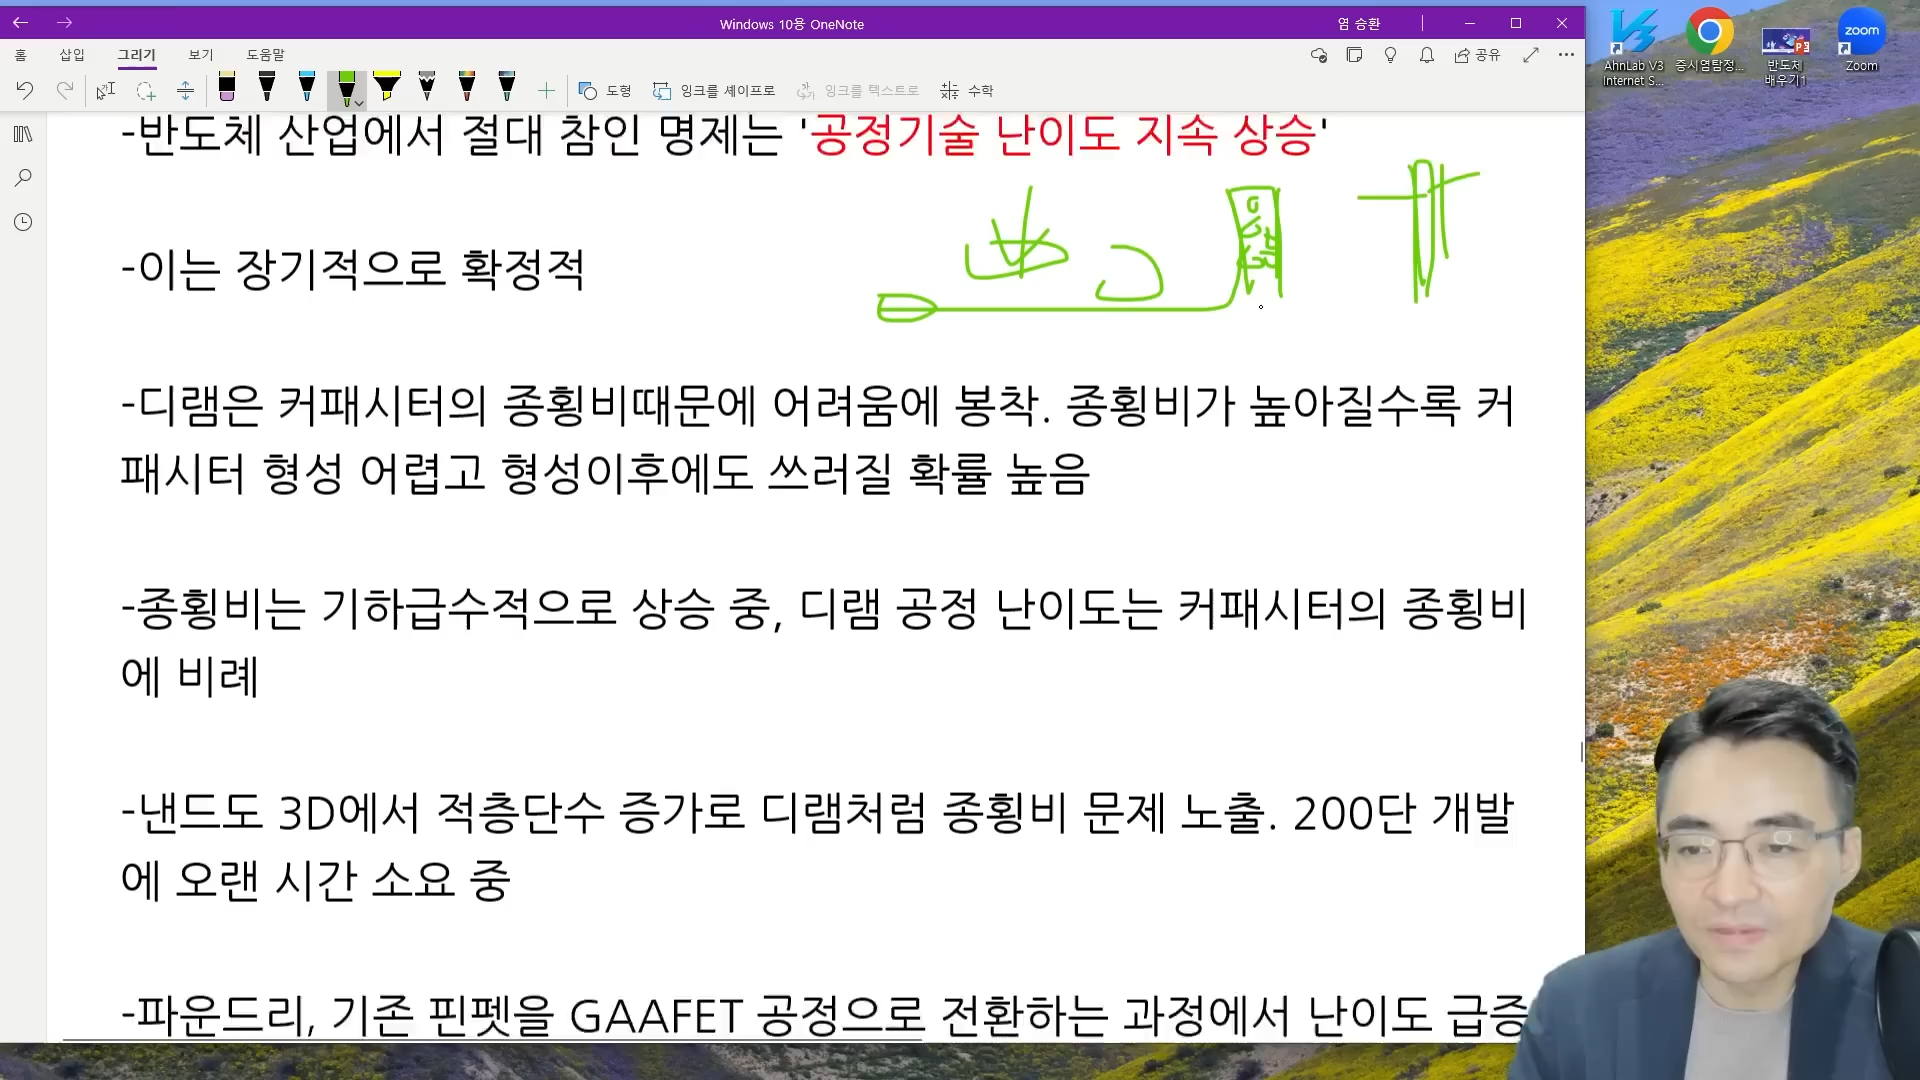 Windows 10용 OneNote
염 승환
홈 삽입 그리기 보기 도움말
공유
도형 잉크를 셰이프로 잉크를 텍스트로 수학
AhnLab V3 Internet S...
증시염탐정...
반도체 배우기1
zoom
Zoom
-반도체 산업에서 절대 참인 명제는 '공정기술 난이도 지속 상승'
-이는 장기적으로 확정적
-디램은 커패시터의 종횡비때문에 어려움에 봉착. 종횡비가 높아질수록 커
패시터 형성 어렵고 형성이후에도 쓰러질 확률 높음
-종횡비는 기하급수적으로 상승 중, 디램 공정 난이도는 커패시터의 종횡비
에 비례
-낸드도 3D에서 적층단수 증가로 디램처럼 종횡비 문제 노출. 200단 개발
에 오랜 시간 소요 중
-파운드리, 기존 핀펫을 GAAFET 공정으로 전환하는 과정에서 난이도 급증